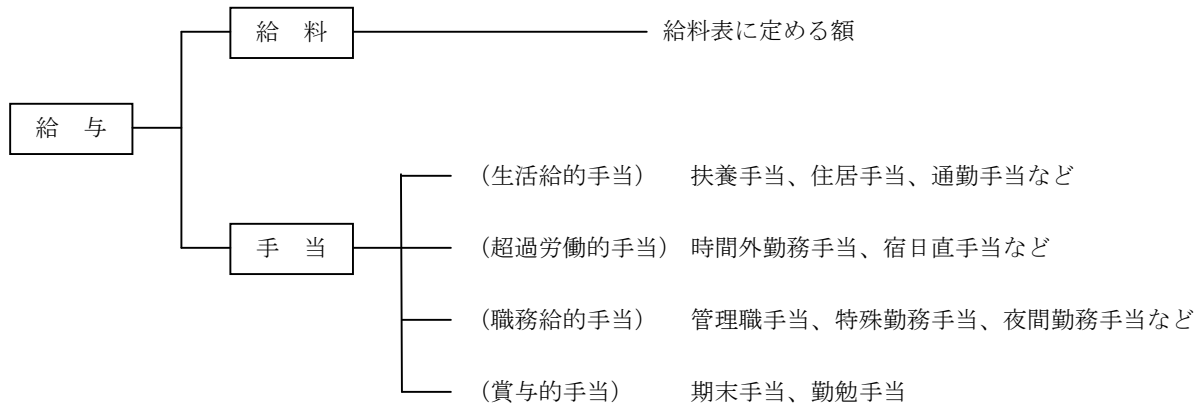 給　料　給料表に定める額
給　与
（生活給的手当）　扶養手当、住居手当、通勤手当など
手　当　（超過労働的手当）時間外勤務手当、宿日直手当など
（職務給的手当）　管理職手当、特殊勤務手当、夜間勤務手当など
（賞与的手当）　期末手当、勤勉手当